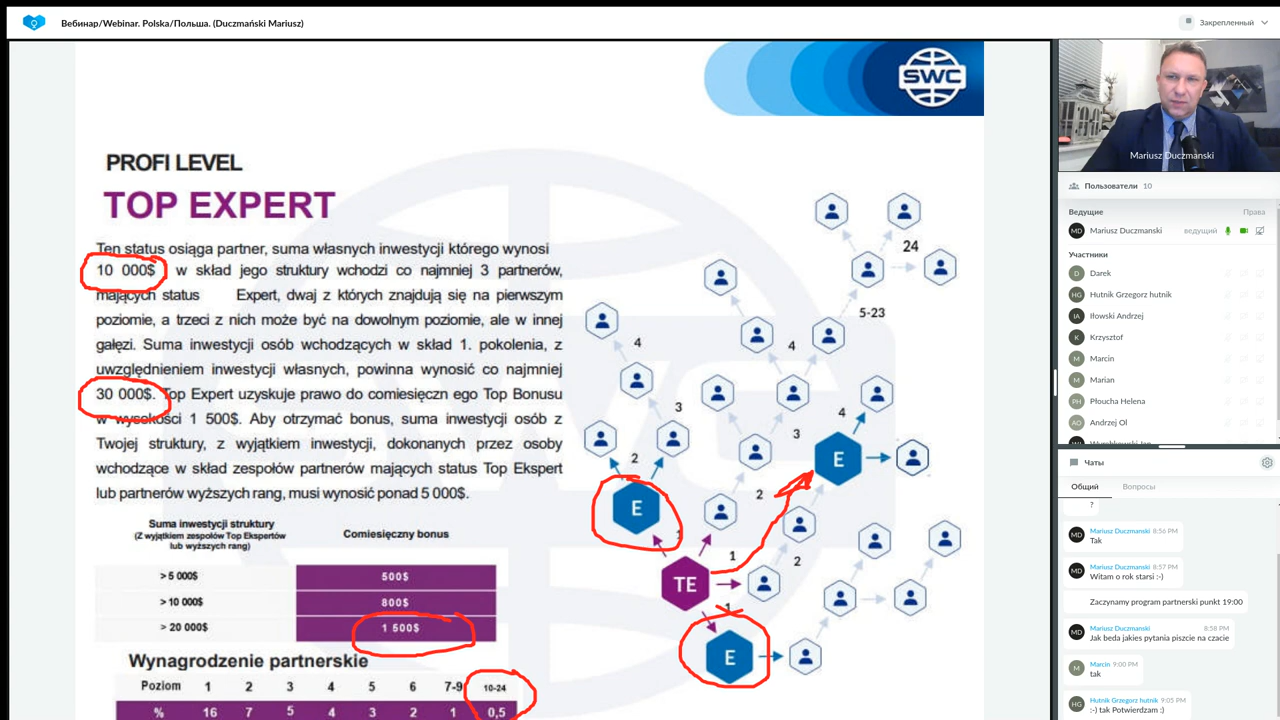 Вебинар/Webinar. Polska/Польша. (Duczmański Mariusz)
Закрепленный
SWC
PROFI LEVEL
TOP EXPERT
Ten status osiąga partner, suma własnych inwestycji którego wynosi
10 000$ w skład jego struktury wchodzi co najmniej 3 partnerów,
mających status Expert, dwaj z których znajdują się na pierwszym
poziomie, a trzeci z nich może być na dowolnym poziomie, ale w innej
gałęzi. Suma inwestycji osób wchodzących w skład 1. pokolenia, z
uwzględnieniem inwestycji własnych, powinna wynosić co najmniej
30 000$. Top Expert uzyskuje prawo do comiesięczn ego Top Bonusu
w wysokości 1 500$. Aby otrzymać bonus, suma inwestycji osób z
Twojej struktury, z wyjątkiem inwestycji, dokonanych przez osoby
wchodzące w skład zespołów partnerów mających status Top Ekspert
lub partnerów wyższych rang, musi wynosić ponad 5 000$.
Suma inwestycji struktury
(Z wyjątkiem zespołów Top Ekspertów
lub wyższych rang)
Comiesięczny bonus
> 5 000$ 500$
> 10 000$ 800$
> 20 000$ 1 500$
Wynagrodzenie partnerskie
Poziom 1 2 3 4 5 6 7-9 10-24
% 16 7 5 4 3 2 1 0,5
24
5-23
4
4
3
4
3
2
E
E
2
1
1
2
TE
1
E
Mariusz Duczmanski
Пользователи 10
Ведущие Права
MD Mariusz Duczmanski ведущий
Участники
D Darek
HG Hutnik Grzegorz hutnik
IA Iłowski Andrzej
K Krzysztof
M Marcin
M Marian
PH Płoucha Helena
AO Andrzej Ol
Чаты
Общий Вопросы
?
MD Mariusz Duczmanski 8:56 PM
Tak
MD Mariusz Duczmanski 8:57 PM
Witam o rok starsi :-)
Zaczynamy program partnerski punkt 19:00
MD Mariusz Duczmanski 8:58 PM
Jak beda jakies pytania piszcie na czacie
M Marcin 9:00 PM
tak
HG Hutnik Grzegorz hutnik 9:05 PM
:-) tak Potwierdzam :)